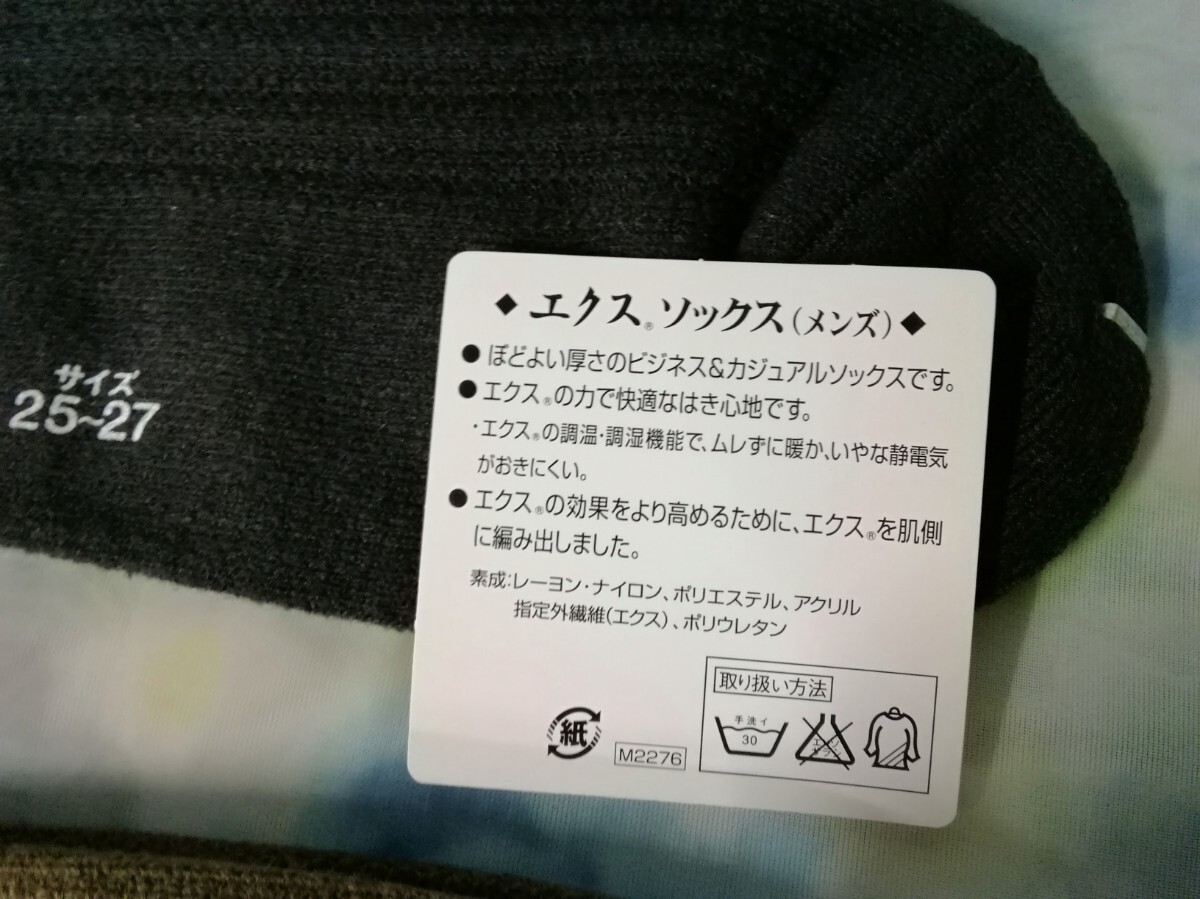 サイズ
25~27
◆エクス®ソックス(メンズ)◆
●ほどよい厚さのビジネス&カジュアルソックスです。
●エクス®の力で快適なはき心地です。
・エクス®の調温・調湿機能で、ムレずに暖か、いやな静電気
がおきにくい。
●エクス®の効果をより高めるために、エクス®を肌側
に編み出しました。
素成:レーヨン・ナイロン、ポリエステル、アクリル
指定外繊維(エクス)、ポリウレタン
取り扱い方法
手洗イ
30
エンソ
サラシ
紙
M2276